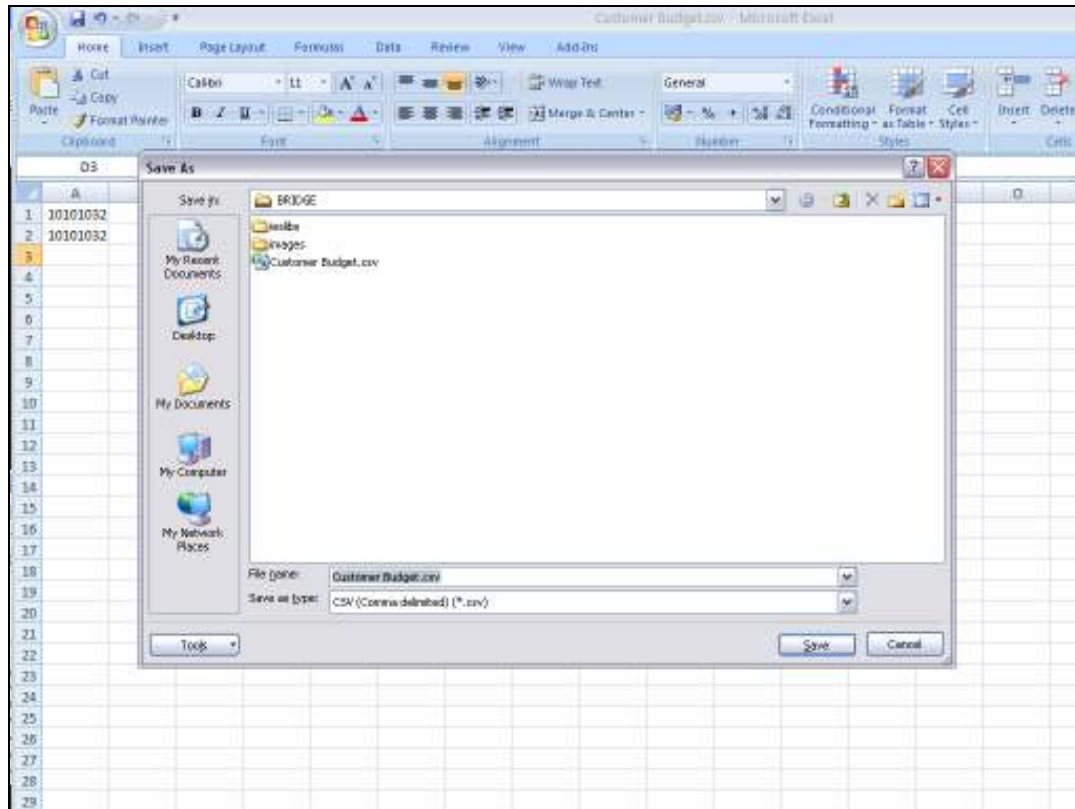 Customer Budget.csv - Microsoft Excel
Home Insert Page Layout Formulas Data Review View Add-Ins
Cut
Copy
Paste
Format Painter
Clipboard
Calibri 11 A A
B I U A
Font
Wrap Text
Merge & Center
Alignment
General
%
Number
Conditional Formatting
Format as Table
Cell Styles
Styles
Insert Delete
Cells
D3
Save As
Save in: BRIDGE
images
Customer Budget.csv
My Recent Documents
Desktop
My Documents
My Computer
My Network Places
File name: Customer Budget.csv
Save as type: CSV (Comma delimited) (*.csv)
Tools Save Cancel
A
1 10101032
2 10101032
3
4
5
6
7
8
9
10
11
12
13
14
15
16
17
18
19
20
21
22
23
24
25
26
27
28
29